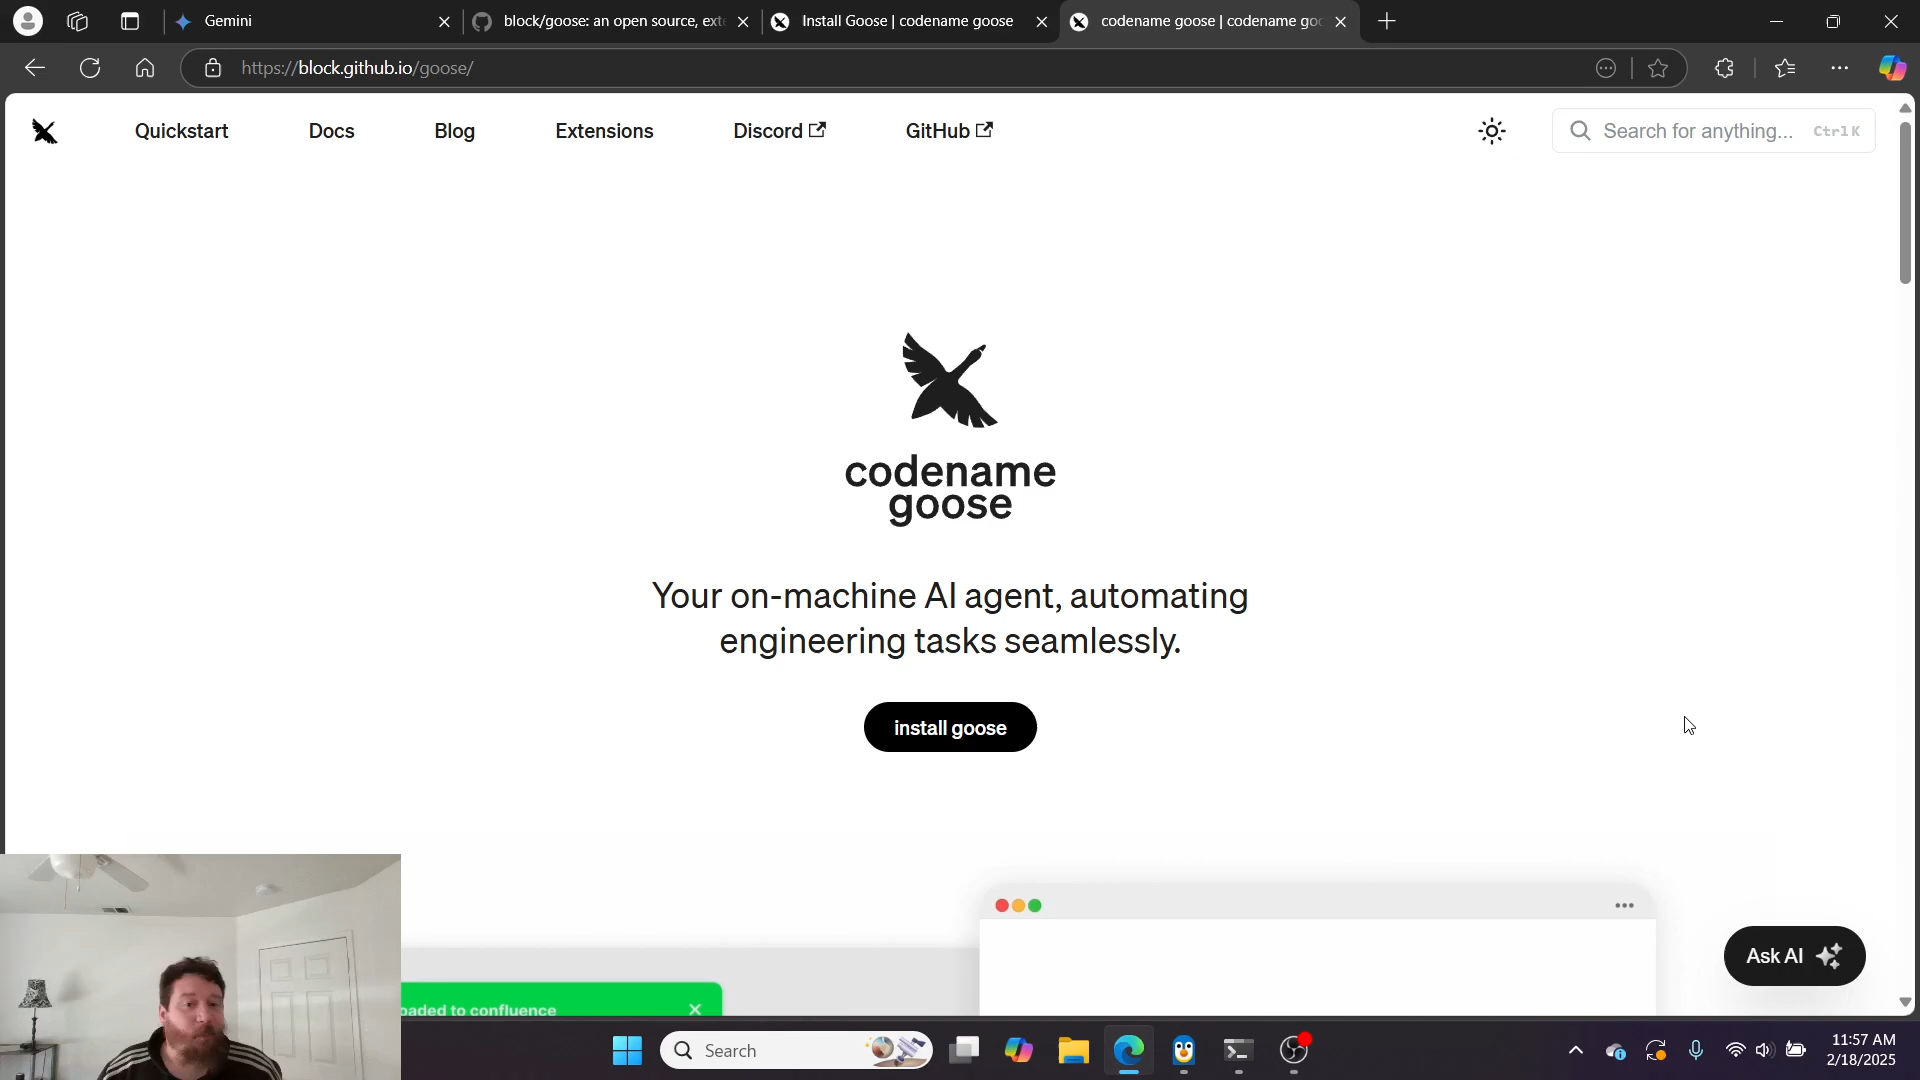 Gemini
block/goose: an open source, exte
Install Goose | codename goose
codename goose | codename goo
https://block.github.io/goose/
Quickstart
Docs
Blog
Extensions
Discord
GitHub
Search for anything...
Ctrl K
codename
goose
Your on-machine AI agent, automating
engineering tasks seamlessly.
install goose
Ask AI
oaded to confluence
Search
11:57 AM
2/18/2025